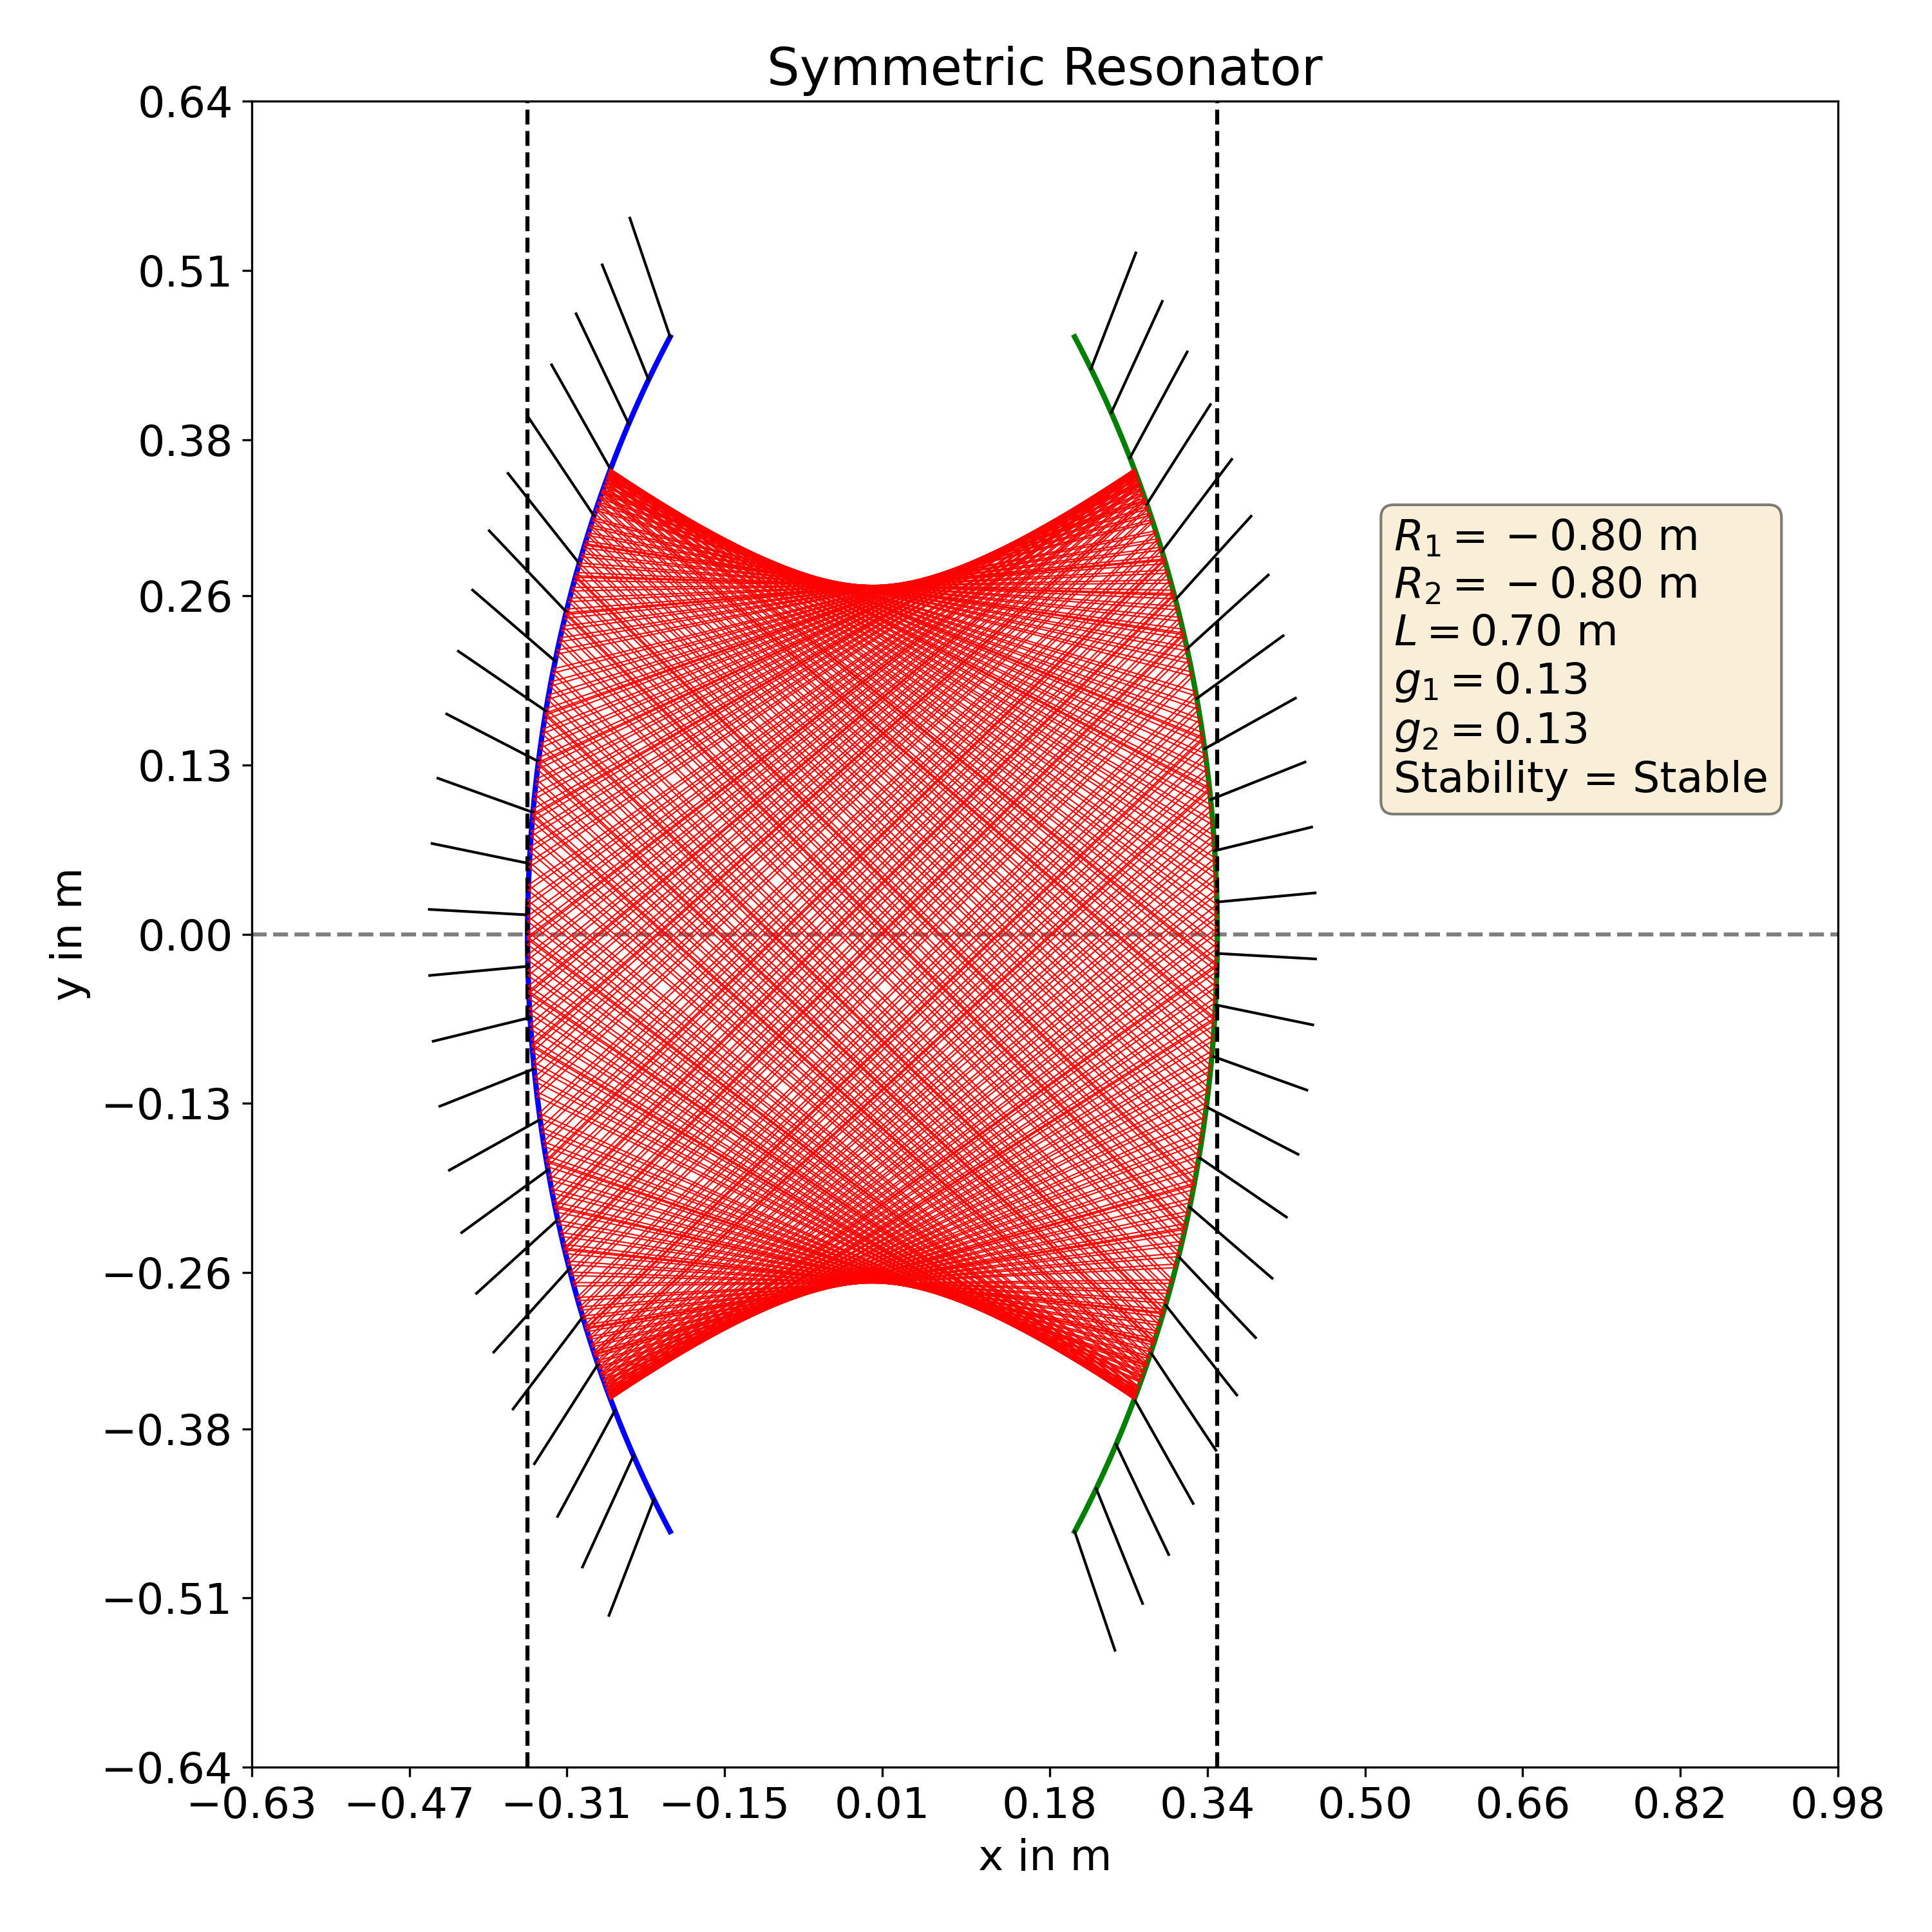 Symmetric Resonator
0.64
0.51
0.38
0.26
0.13
0.00
−0.13
−0.26
−0.38
−0.51
−0.64
y in m
R₁ = −0.80 m
R₂ = −0.80 m
L = 0.70 m
g₁ = 0.13
g₂ = 0.13
Stability = Stable
−0.63 −0.47 −0.31 −0.15 0.01 0.18 0.34 0.50 0.66 0.82 0.98
x in m